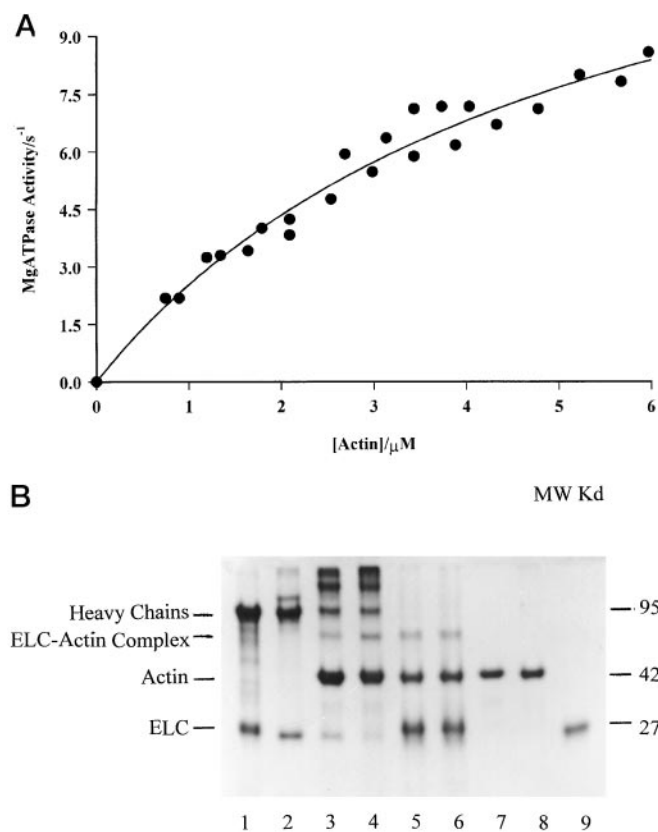 A
9.0
7.5
6.0
4.5
3.0
1.5
0.0
MgATPase Activity/s⁻¹
0 1 2 3 4 5 6
[Actin]/μM
B
MW Kd
Heavy Chains
ELC-Actin Complex
Actin
ELC
95
42
27
1 2 3 4 5 6 7 8 9